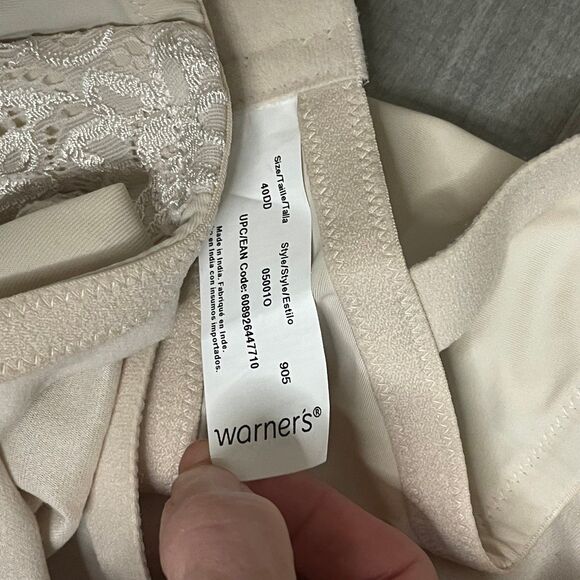 Size/Taille/Talla Style/Style/Estilo
40DD 05001O 905
UPC/EAN Code: 608926447710
Made in India. Fabriqué en Inde.
en India con insumos importados.
warner's®